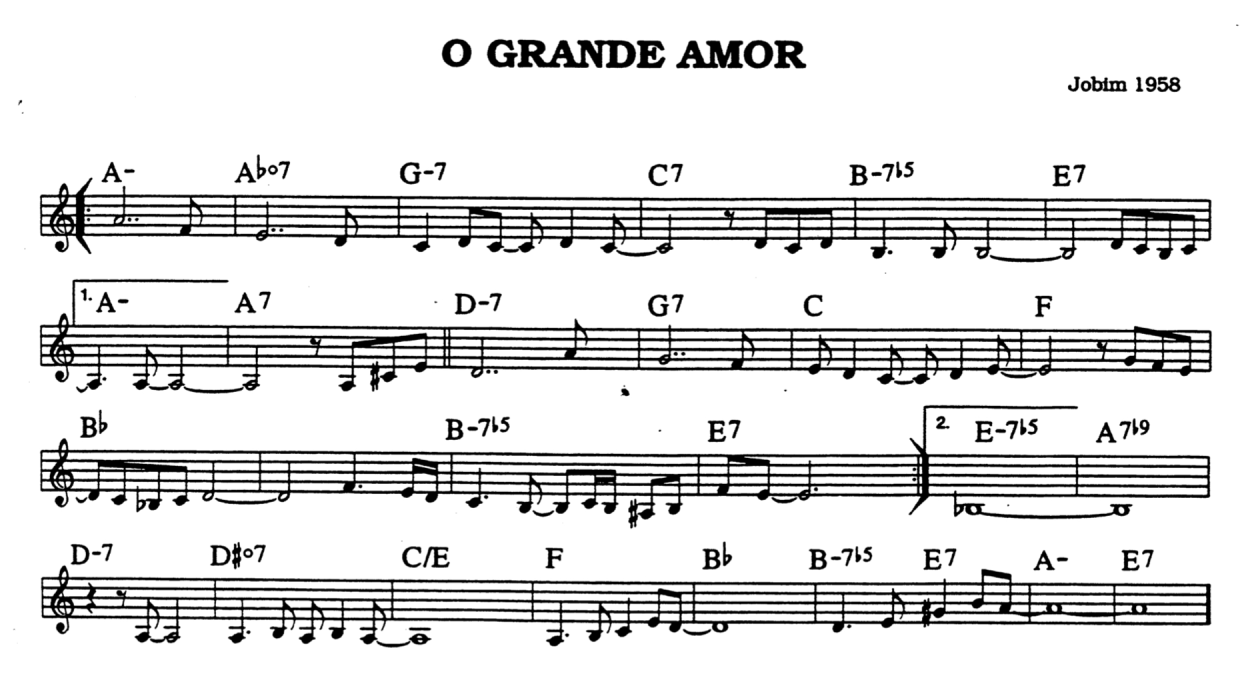 O GRANDE AMOR
Jobim 1958
A- A♭o7 G-7 C7 B-7♭5 E7
1. A- A7 D-7 G7 C F
B♭ B-7♭5 E7 2. E-7♭5 A7♭9
D-7 D#o7 C/E F B♭ B-7♭5 E7 A- E7